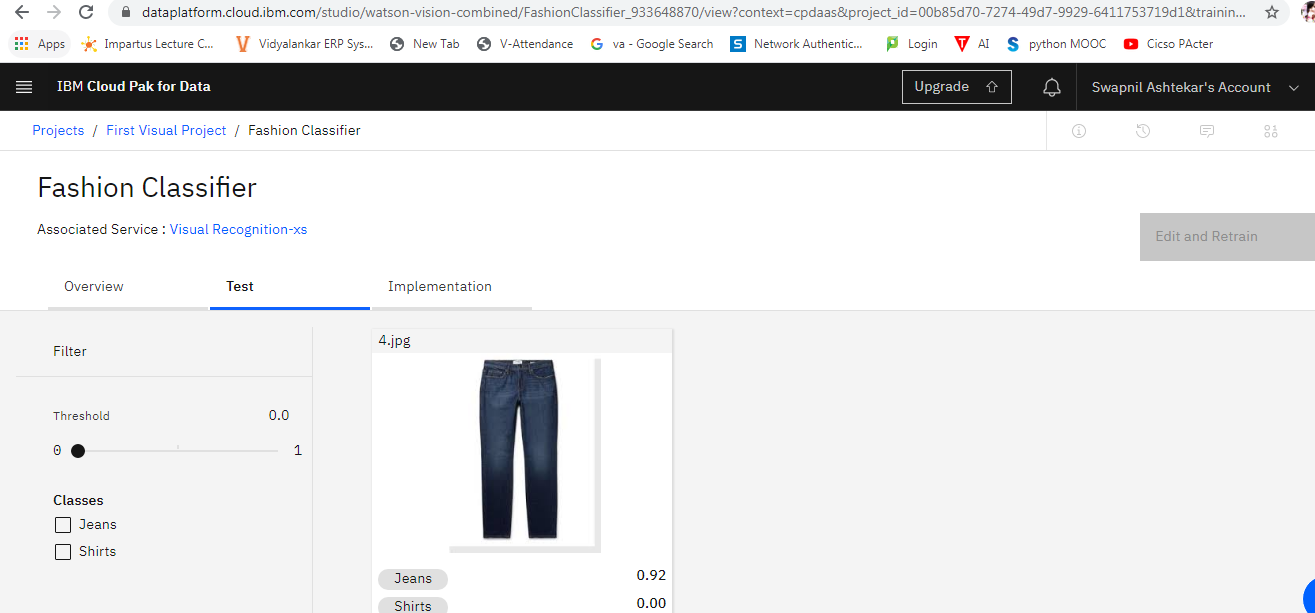 dataplatform.cloud.ibm.com/studio/watson-vision-combined/FashionClassifier_933648870/view?context=cpdaas&project_id=00b85d70-7274-49d7-9929-6411753719d1&trainin...
Apps Impartus Lecture C... Vidyalankar ERP Sys... New Tab V-Attendance va - Google Search Network Authentic... Login AI python MOOC Cicso PActer
IBM Cloud Pak for Data Upgrade Swapnil Ashtekar's Account
Projects / First Visual Project / Fashion Classifier
Fashion Classifier
Associated Service : Visual Recognition-xs
Edit and Retrain
Overview Test Implementation
Filter
Threshold 0.0
0 1
Classes
Jeans
Shirts
4.jpg
Jeans 0.92
Shirts 0.00